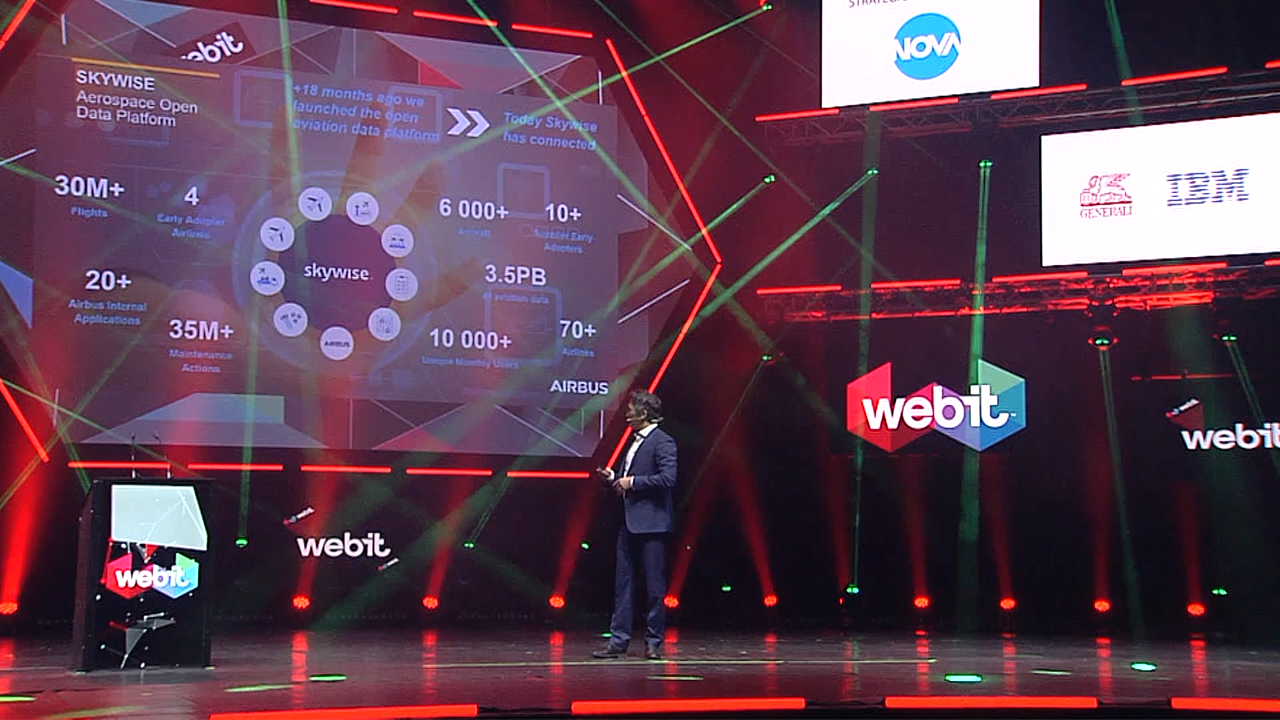 ebit
SKYWISE
Aerospace Open
Data Platform
+18 months ago we
launched the open
aviation data platform
Today Skywise
has connected
30M+
Flights
4
Early Adopter
Airlines
20+
Airbus Internal
Applications
35M+
Maintenance
Actions
skywise
AIRBUS
6 000+
Aircraft
10+
Supplier Early
Adopters
3.5PB
aviation data
10 000+
Unique Monthly Users
70+
Airlines
AIRBUS
NOVA
GENERALI
IBM
webit
webit
webit
webit